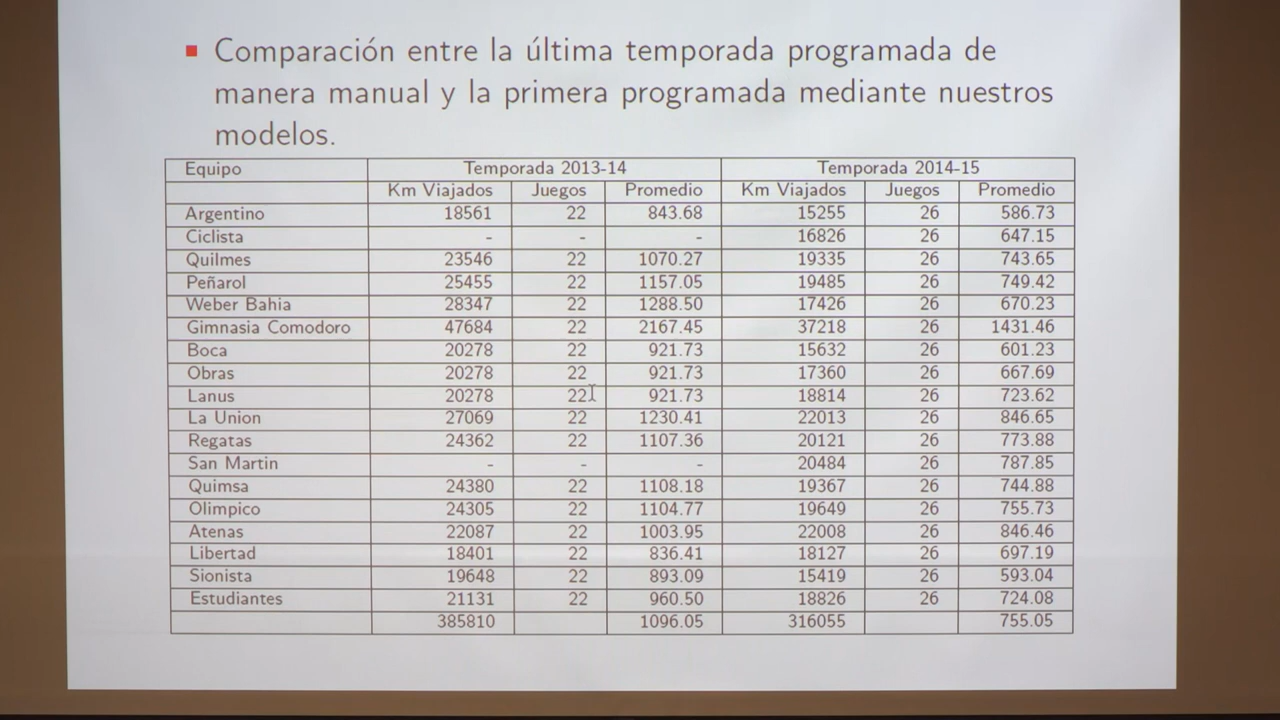 Comparación entre la última temporada programada de
manera manual y la primera programada mediante nuestros
modelos.
Equipo Temporada 2013-14 Temporada 2014-15
Km Viajados Juegos Promedio Km Viajados Juegos Promedio
Argentino 18561 22 843.68 15255 26 586.73
Ciclista - - - 16826 26 647.15
Quilmes 23546 22 1070.27 19335 26 743.65
Peñarol 25455 22 1157.05 19485 26 749.42
Weber Bahia 28347 22 1288.50 17426 26 670.23
Gimnasia Comodoro 47684 22 2167.45 37218 26 1431.46
Boca 20278 22 921.73 15632 26 601.23
Obras 20278 22 921.73 17360 26 667.69
Lanus 20278 22 921.73 18814 26 723.62
La Union 27069 22 1230.41 22013 26 846.65
Regatas 24362 22 1107.36 20121 26 773.88
San Martin - - - 20484 26 787.85
Quimsa 24380 22 1108.18 19367 26 744.88
Olimpico 24305 22 1104.77 19649 26 755.73
Atenas 22087 22 1003.95 22008 26 846.46
Libertad 18401 22 836.41 18127 26 697.19
Sionista 19648 22 893.09 15419 26 593.04
Estudiantes 21131 22 960.50 18826 26 724.08
385810 1096.05 316055 755.05